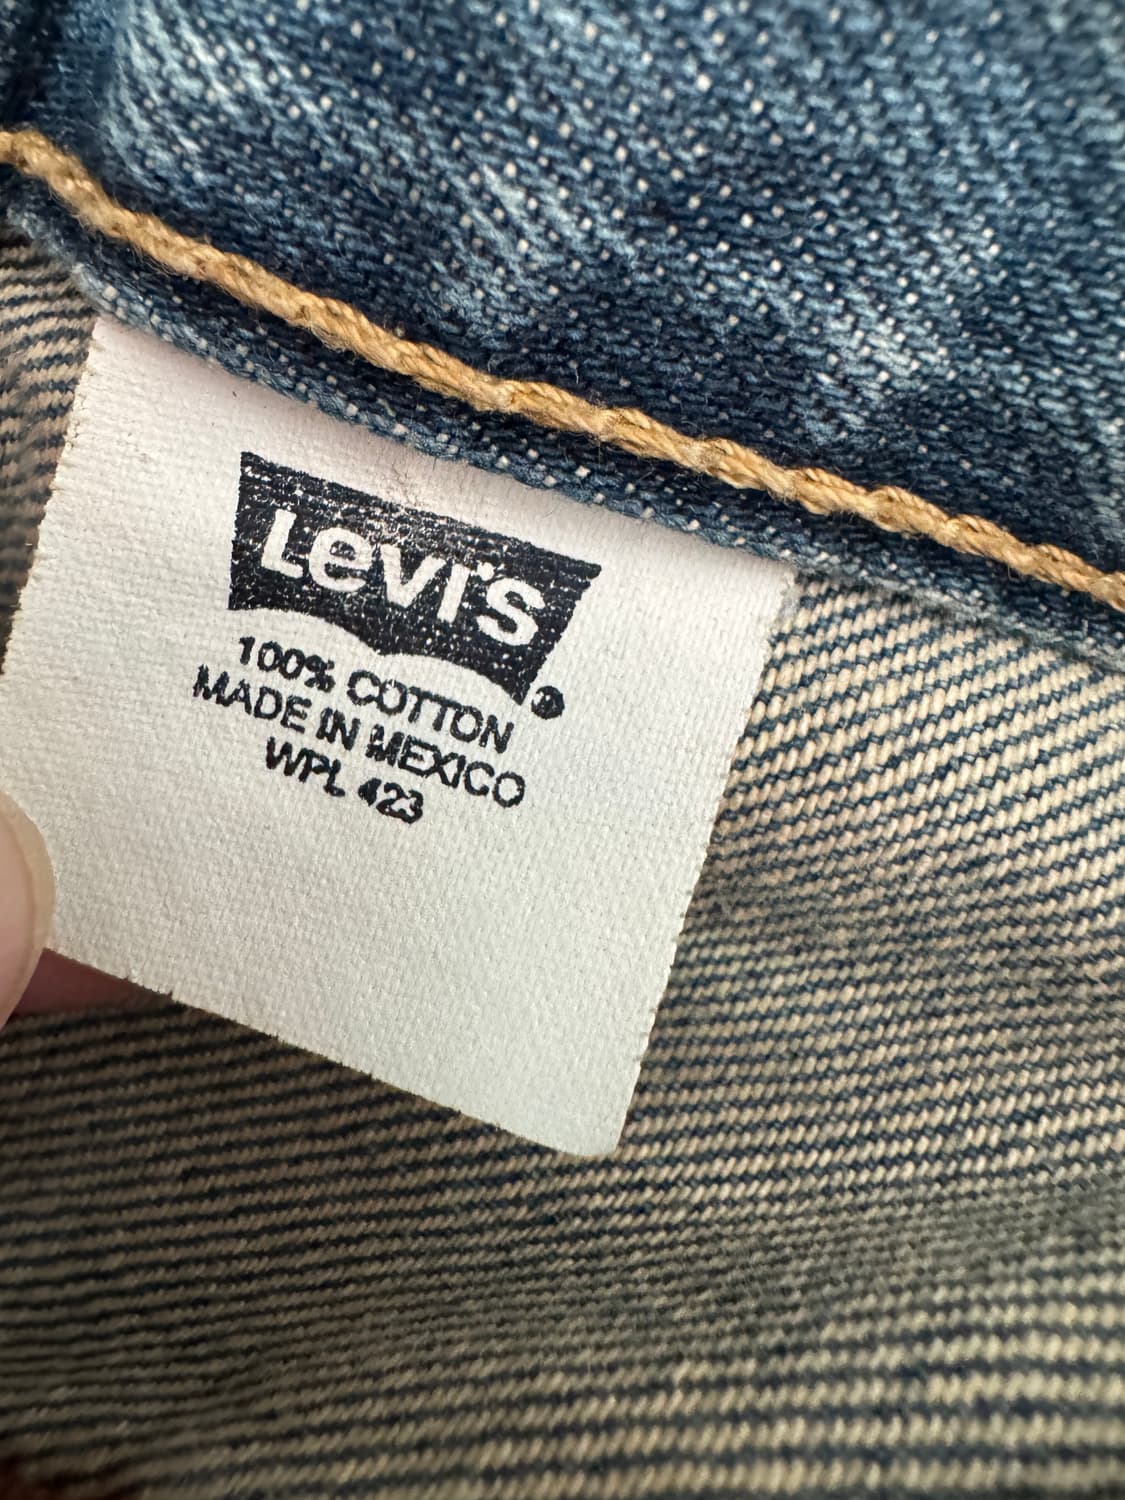 Levi's
®
100% COTTON
MADE IN MEXICO
WPL 423